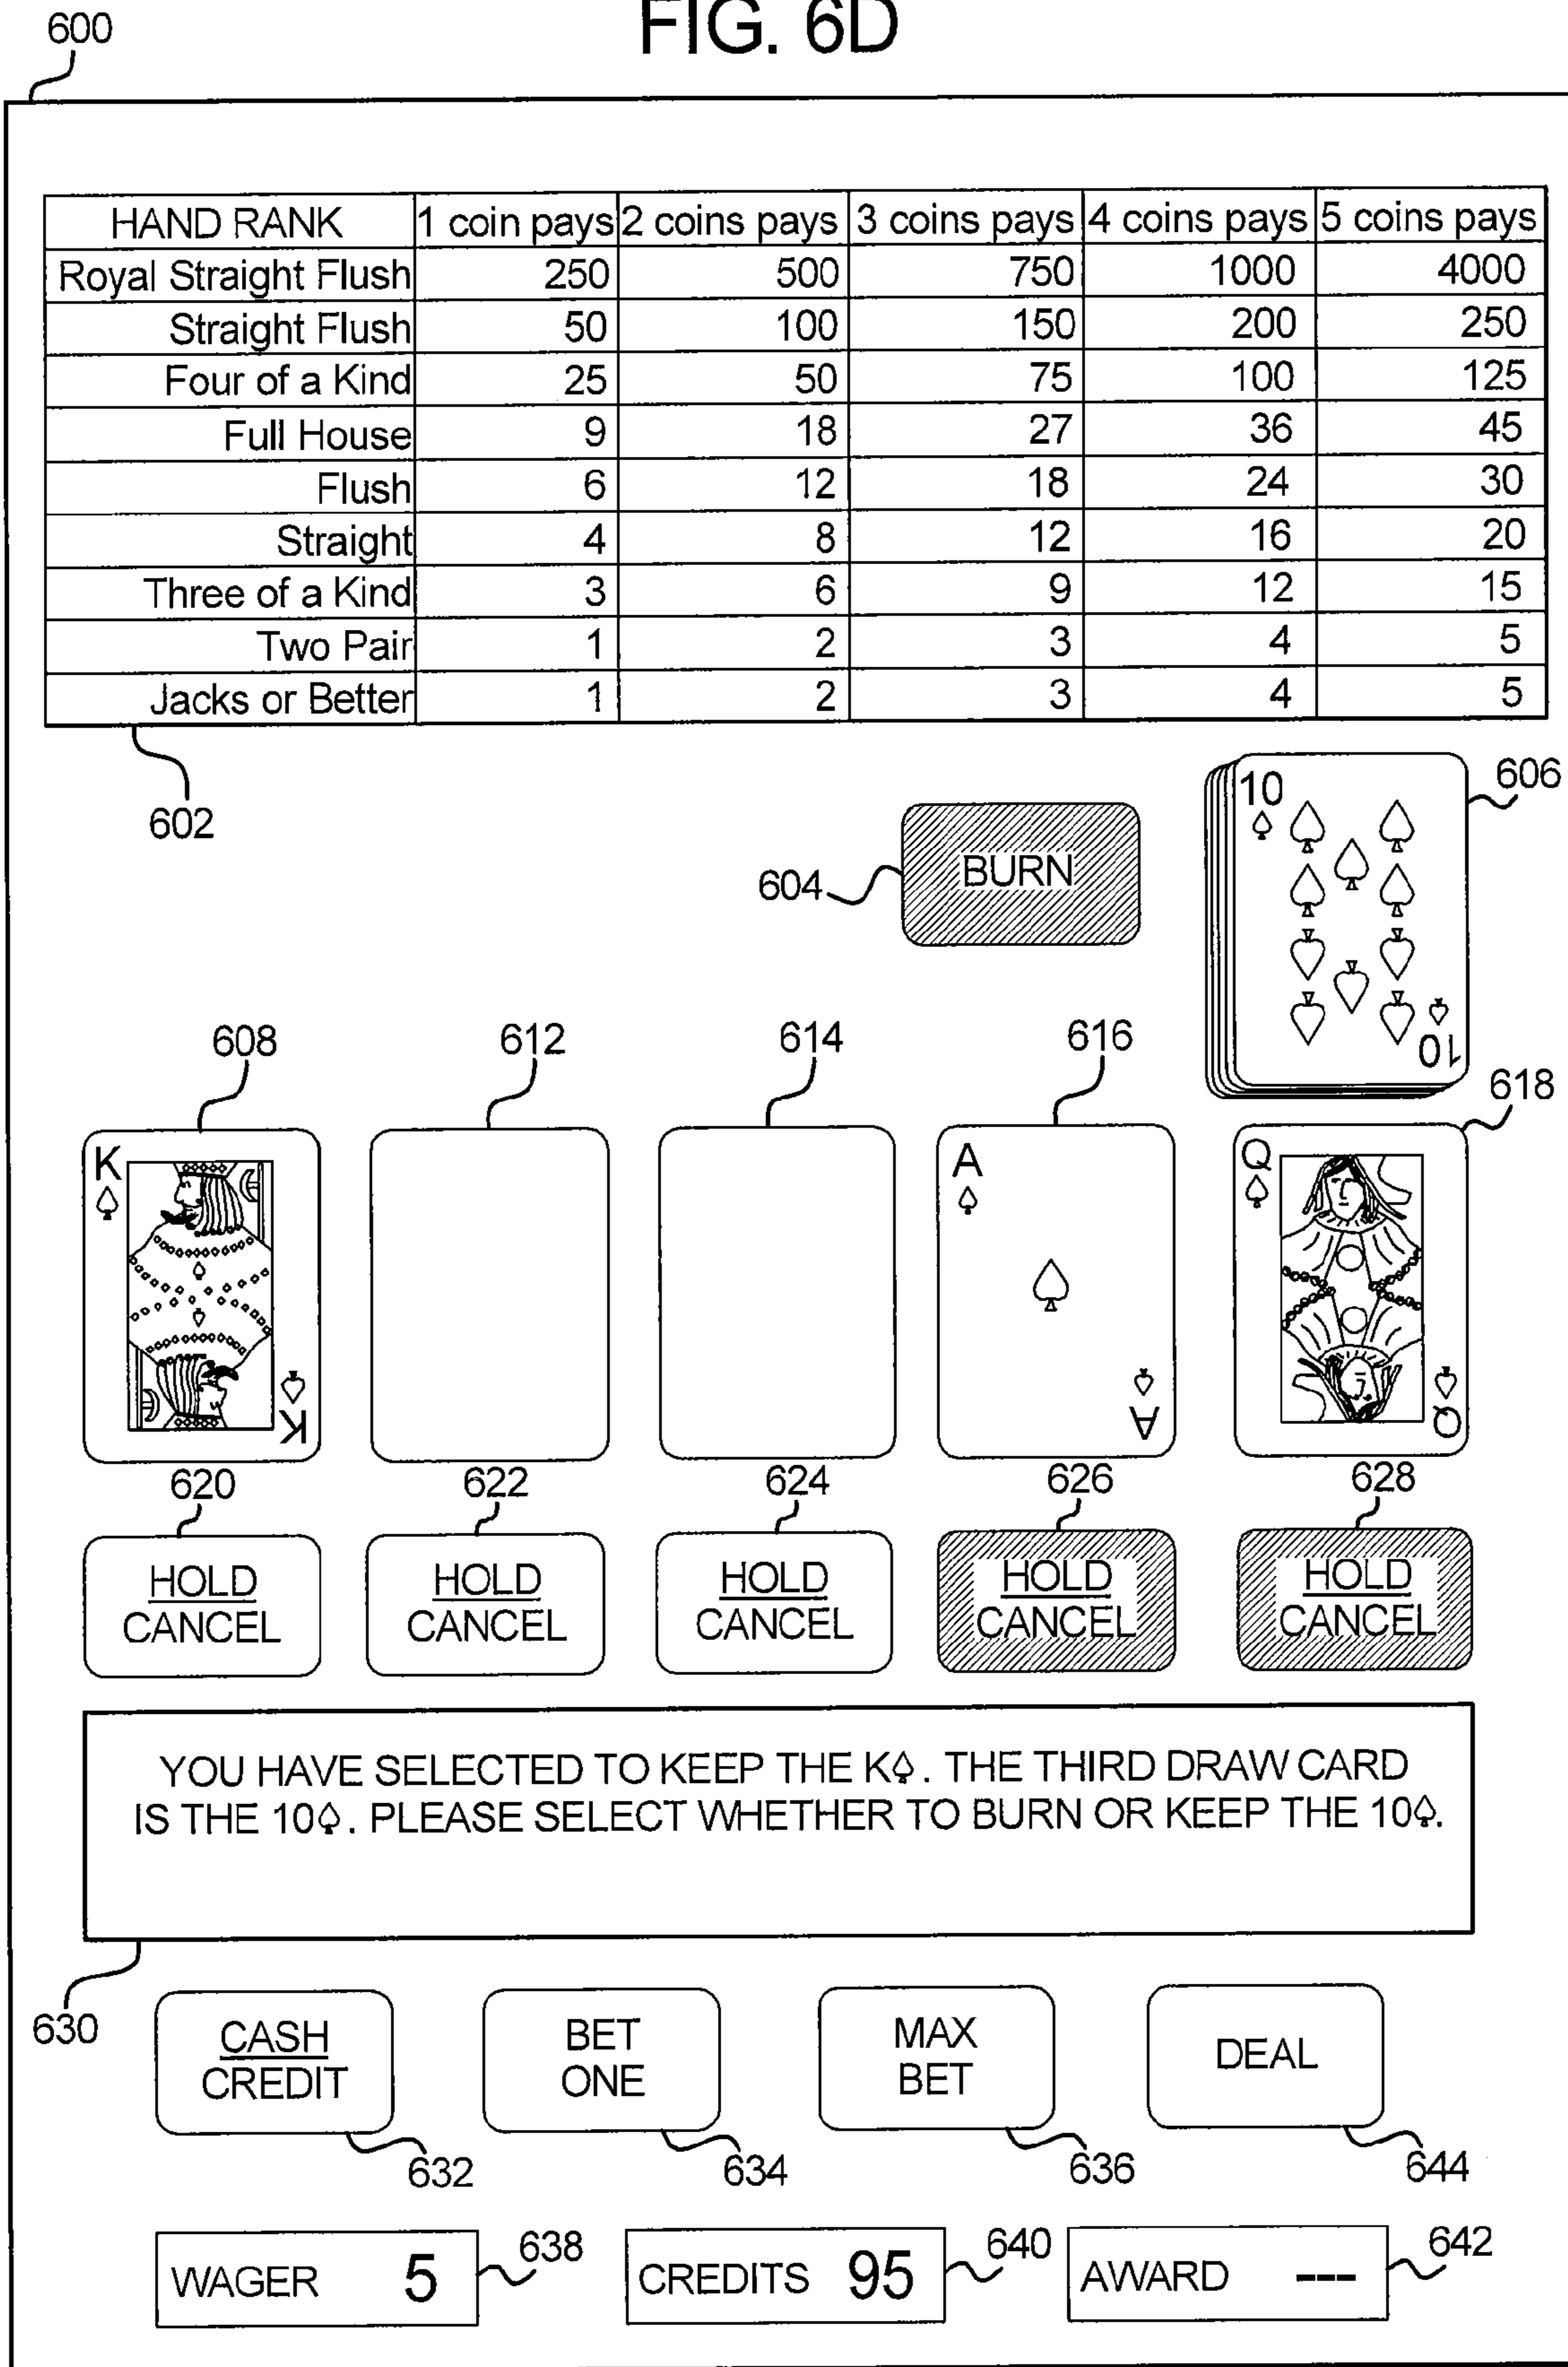 FIG. 6D
600
HAND RANK 1 coin pays 2 coins pays 3 coins pays 4 coins pays 5 coins pays
Royal Straight Flush 250 500 750 1000 4000
Straight Flush 50 100 150 200 250
Four of a Kind 25 50 75 100 125
Full House 9 18 27 36 45
Flush 6 12 18 24 30
Straight 4 8 12 16 20
Three of a Kind 3 6 9 12 15
Two Pair 1 2 3 4 5
Jacks or Better 1 2 3 4 5
602
604
BURN
10
10
606
608 612 614 616 618
K
K
A
A
Q
Q
620 622 624 626 628
HOLD
CANCEL
HOLD
CANCEL
HOLD
CANCEL
HOLD
CANCEL
HOLD
CANCEL
YOU HAVE SELECTED TO KEEP THE K♤. THE THIRD DRAW CARD
IS THE 10♤. PLEASE SELECT WHETHER TO BURN OR KEEP THE 10♤.
630
CASH
CREDIT
BET
ONE
MAX
BET
DEAL
632 634 636 644
WAGER 5 638
CREDITS 95 640
AWARD --- 642